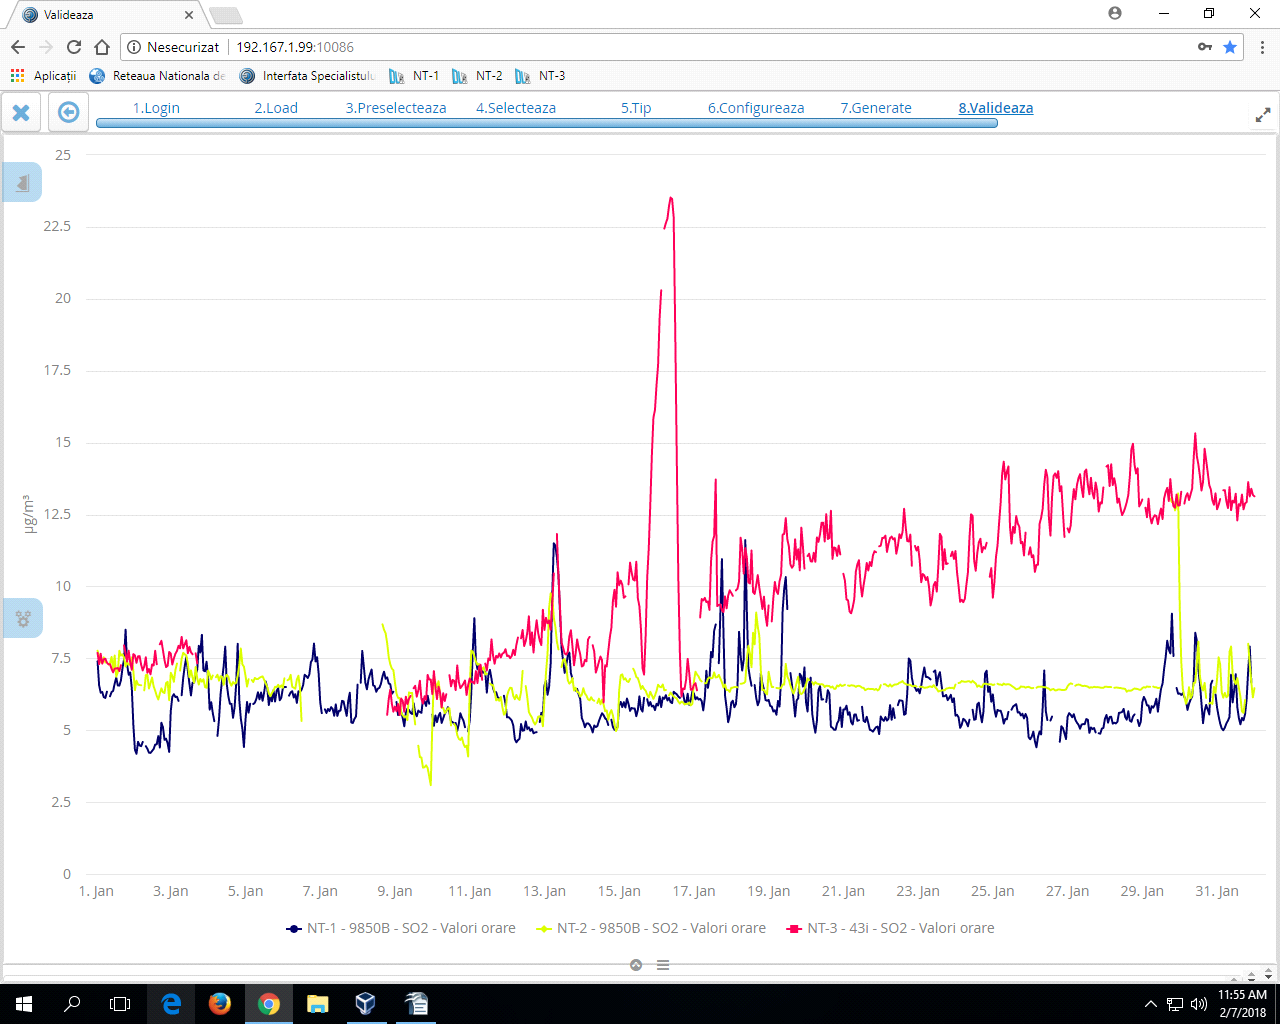 Valideaza
Nesecurizat 192.167.1.99:10086
Aplicații Reteaua Nationala de Interfata Specialistulu NT-1 NT-2 NT-3
1.Login 2.Load 3.Preselecteaza 4.Selecteaza 5.Tip 6.Configureaza 7.Generate 8.Valideaza
25
22.5
20
17.5
15
12.5
10
7.5
5
2.5
0
µg/m³
1. Jan 3. Jan 5. Jan 7. Jan 9. Jan 11. Jan 13. Jan 15. Jan 17. Jan 19. Jan 21. Jan 23. Jan 25. Jan 27. Jan 29. Jan 31. Jan
NT-1 - 9850B - SO2 - Valori orare NT-2 - 9850B - SO2 - Valori orare NT-3 - 43i - SO2 - Valori orare
11:55 AM
2/7/2018